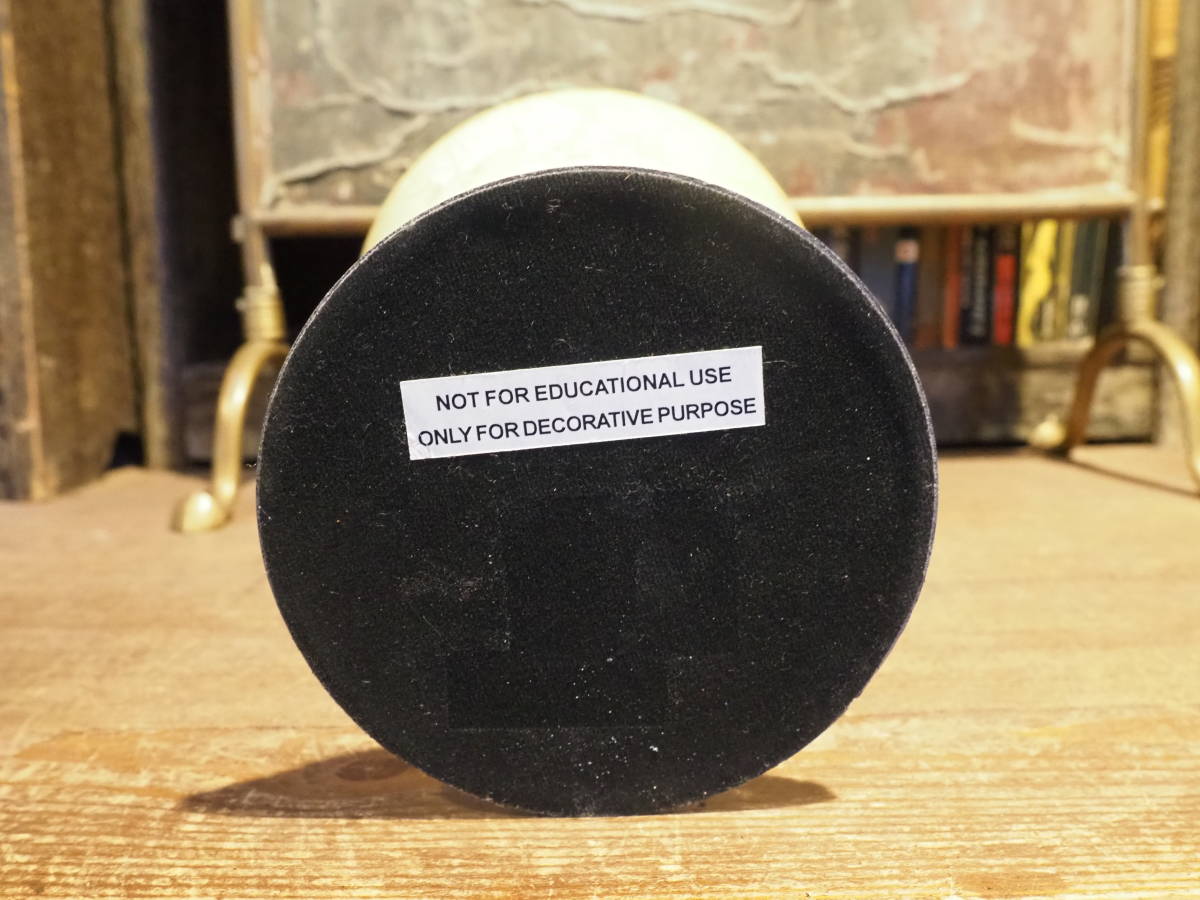 NOT FOR EDUCATIONAL USE
ONLY FOR DECORATIVE PURPOSE